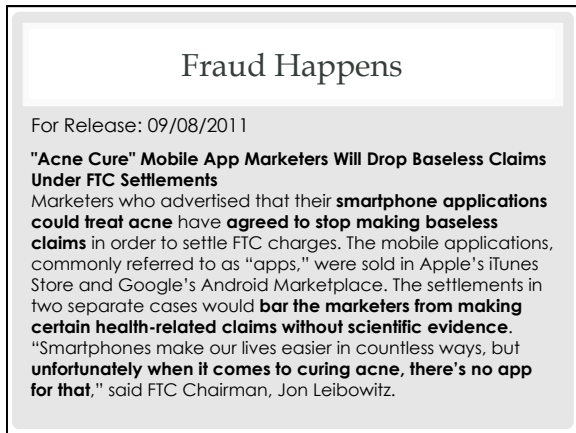 Fraud Happens
For Release: 09/08/2011
"Acne Cure" Mobile App Marketers Will Drop Baseless Claims
Under FTC Settlements
Marketers who advertised that their smartphone applications
could treat acne have agreed to stop making baseless
claims in order to settle FTC charges. The mobile applications,
commonly referred to as “apps,” were sold in Apple’s iTunes
Store and Google’s Android Marketplace. The settlements in
two separate cases would bar the marketers from making
certain health-related claims without scientific evidence.
“Smartphones make our lives easier in countless ways, but
unfortunately when it comes to curing acne, there’s no app
for that,” said FTC Chairman, Jon Leibowitz.